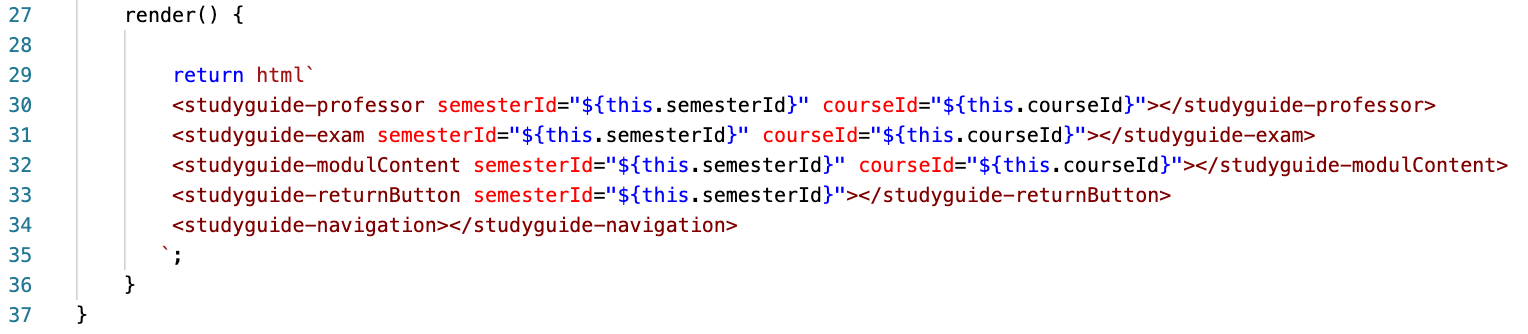 27 render() {
28
29 return html`
30 <studyguide-professor semesterId="${this.semesterId}" courseId="${this.courseId}"></studyguide-professor>
31 <studyguide-exam semesterId="${this.semesterId}" courseId="${this.courseId}"></studyguide-exam>
32 <studyguide-modulContent semesterId="${this.semesterId}" courseId="${this.courseId}"></studyguide-modulContent>
33 <studyguide-returnButton semesterId="${this.semesterId}"></studyguide-returnButton>
34 <studyguide-navigation></studyguide-navigation>
35 `;
36 }
37 }